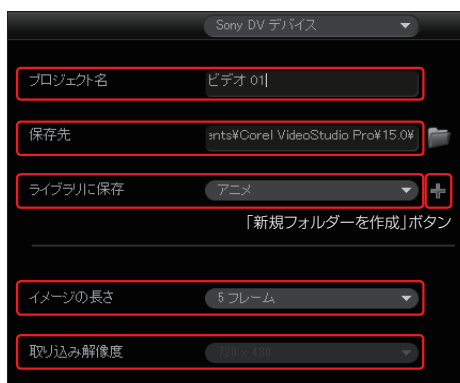 Sony DV デバイス
プロジェクト名 ビデオ 01
保存先 ents¥Corel VideoStudio Pro¥15.0¥
ライブラリに保存 アニメ
「新規フォルダーを作成」ボタン
イメージの長さ 5 フレーム
取り込み解像度 720 x 480